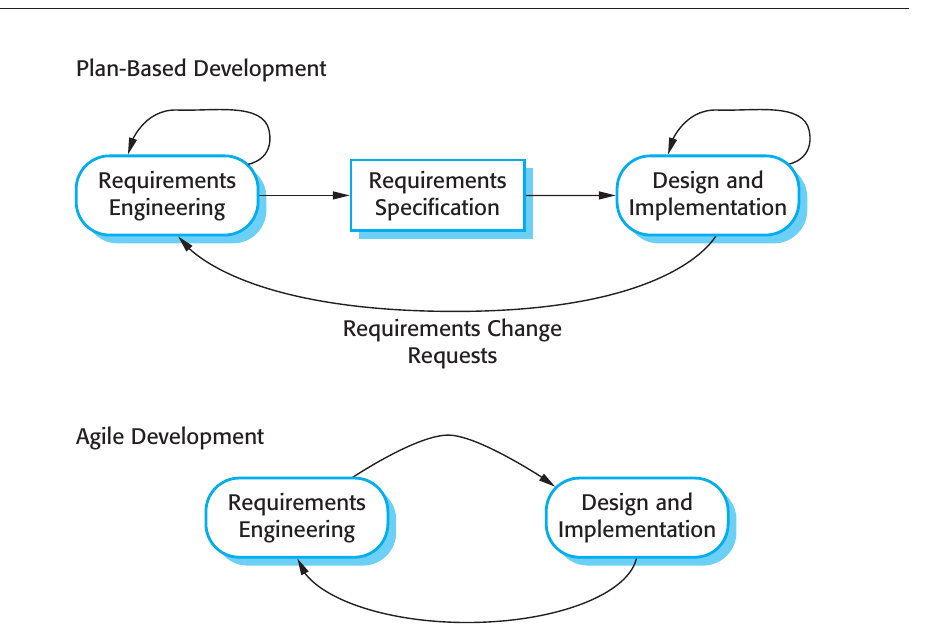 Plan-Based Development
Requirements
Engineering
Requirements
Specification
Design and
Implementation
Requirements Change
Requests
Agile Development
Requirements
Engineering
Design and
Implementation